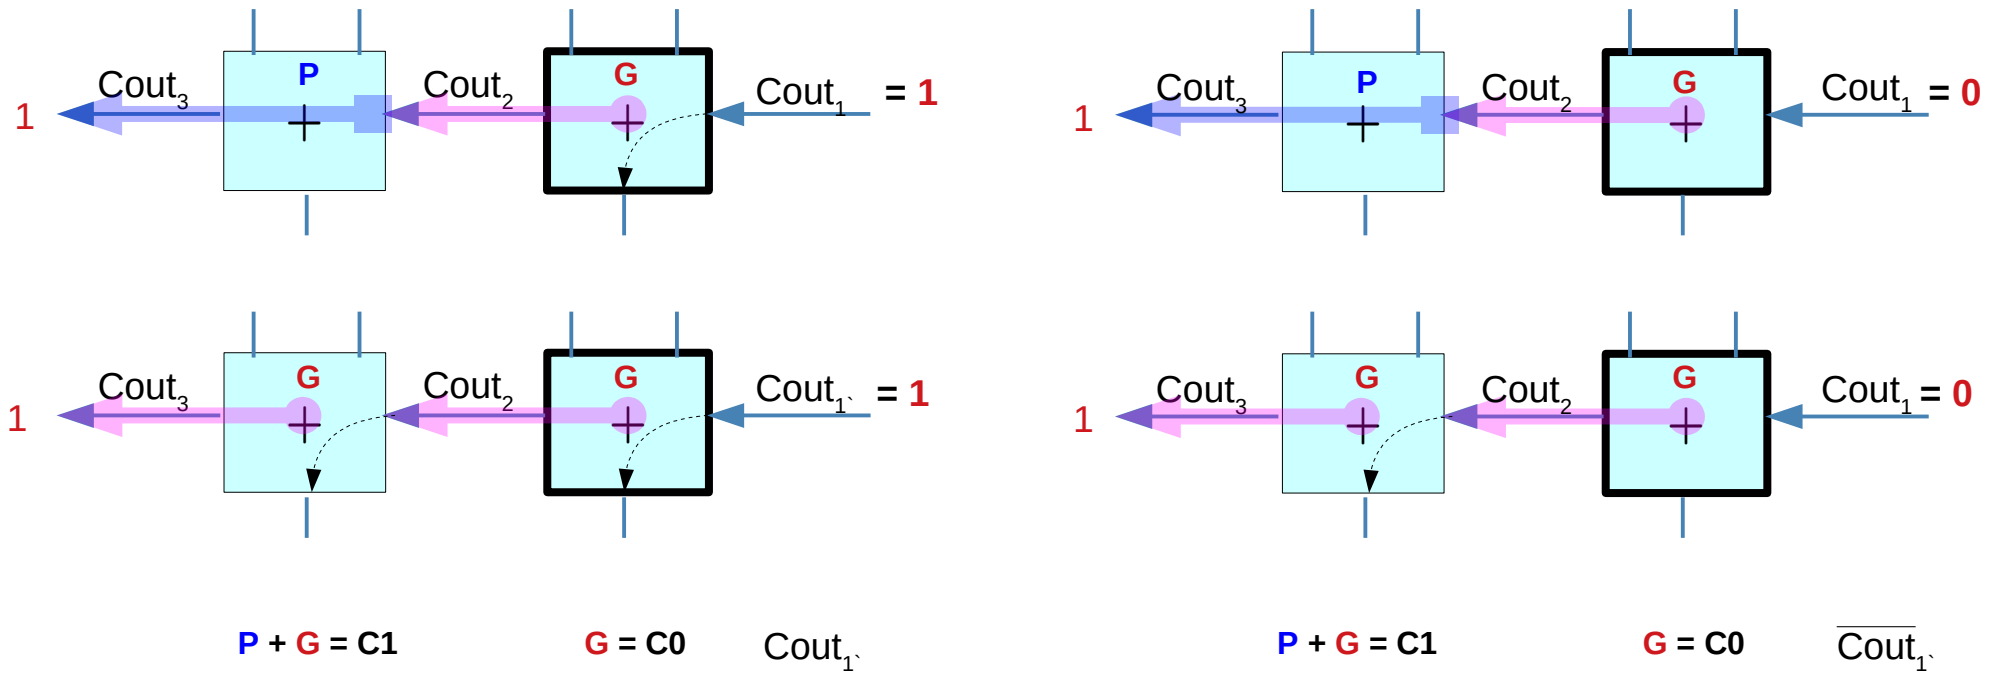 P G P G
Cout3 Cout2 Cout1 = 1 Cout3 Cout2 Cout1 = 0
1 1
G G G G
Cout3 Cout2 Cout1` = 1 Cout3 Cout2 Cout1 = 0
1 1
P + G = C1 G = C0 Cout1` P + G = C1 G = C0 Cout1`